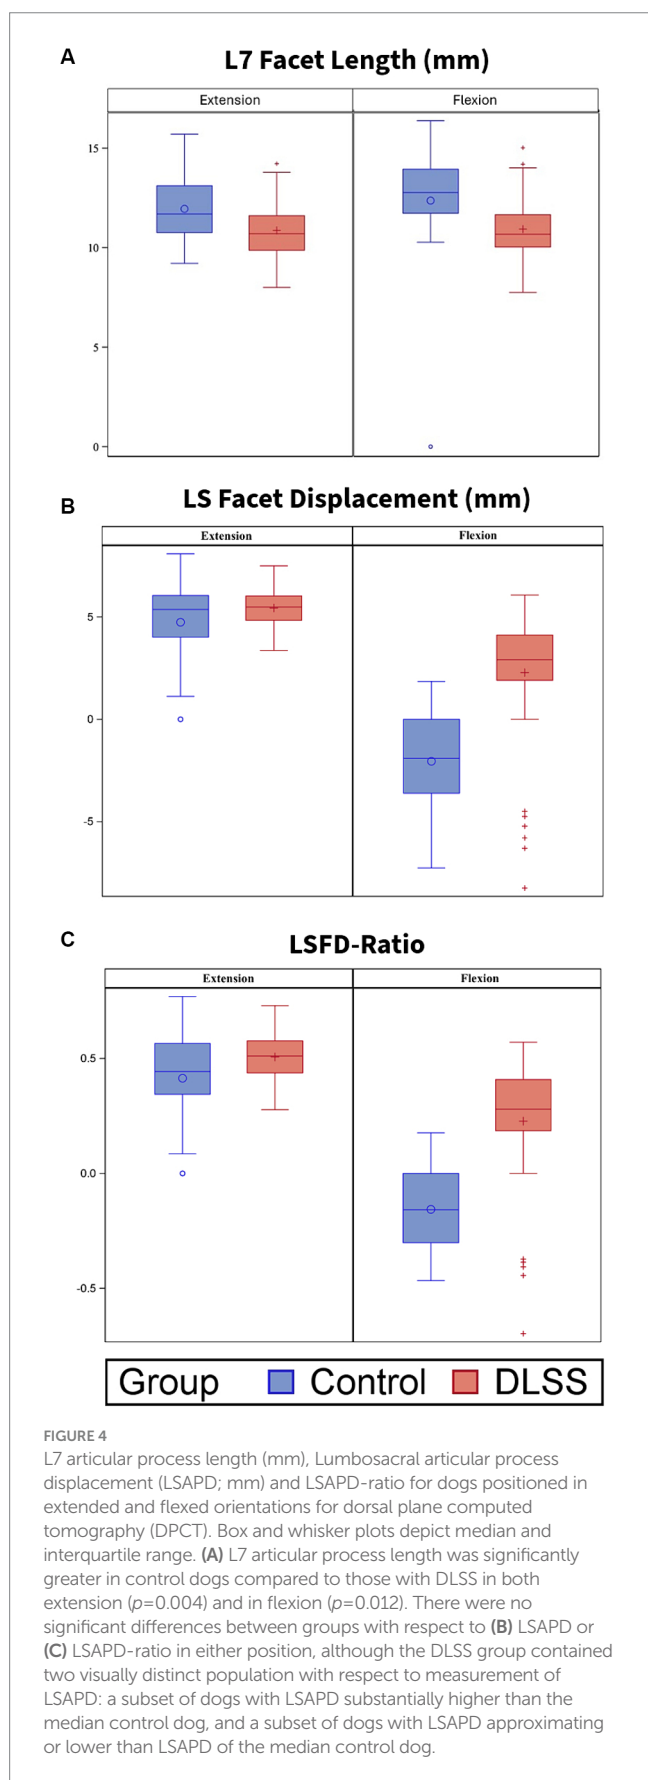 A
L7 Facet Length (mm)
Extension
Flexion
15
10
5
0
B
LS Facet Displacement (mm)
Extension
Flexion
5
0
-5
C
LSFD-Ratio
Extension
Flexion
0.5
0.0
-0.5
Group Control DLSS
FIGURE 4
L7 articular process length (mm), Lumbosacral articular process
displacement (LSAPD; mm) and LSAPD-ratio for dogs positioned in
extended and flexed orientations for dorsal plane computed
tomography (DPCT). Box and whisker plots depict median and
interquartile range. (A) L7 articular process length was significantly
greater in control dogs compared to those with DLSS in both
extension (p=0.004) and in flexion (p=0.012). There were no
significant differences between groups with respect to (B) LSAPD or
(C) LSAPD-ratio in either position, although the DLSS group contained
two visually distinct population with respect to measurement of
LSAPD: a subset of dogs with LSAPD substantially higher than the
median control dog, and a subset of dogs with LSAPD approximating
or lower than LSAPD of the median control dog.